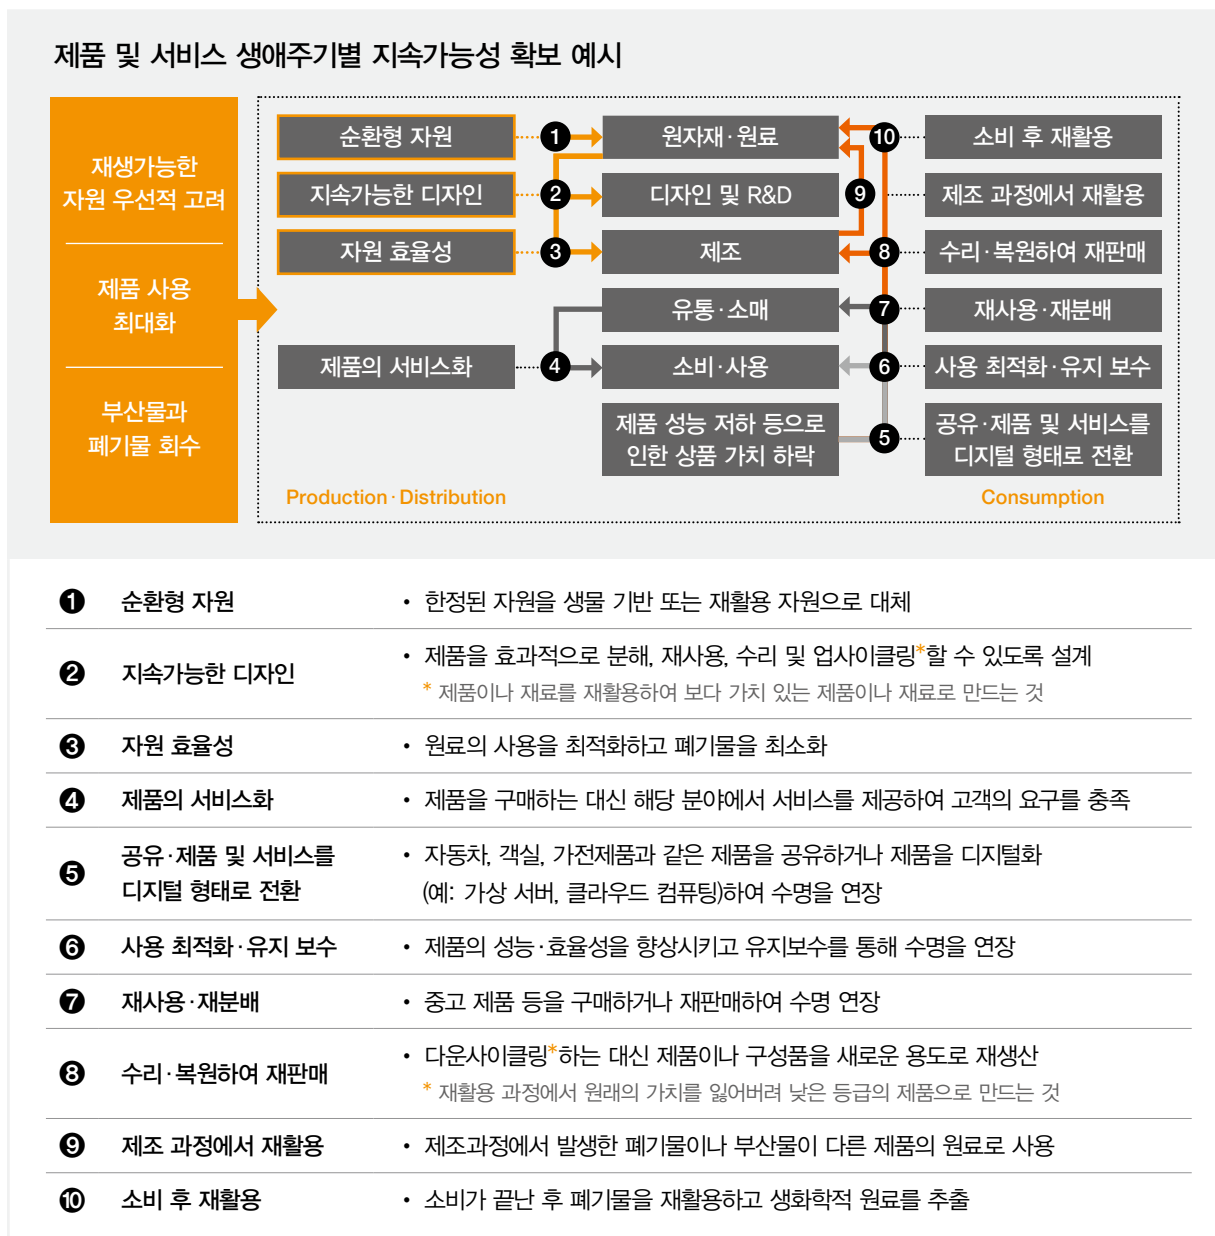 제품 및 서비스 생애주기별 지속가능성 확보 예시
재생가능한
자원 우선적 고려
제품 사용
최대화
부산물과
폐기물 회수
순환형 자원
1
원자재·원료
10
소비 후 재활용
지속가능한 디자인
2
디자인 및 R&D
9
제조 과정에서 재활용
자원 효율성
3
제조
8
수리·복원하여 재판매
유통·소매
7
재사용·재분배
제품의 서비스화
4
소비·사용
6
사용 최적화·유지 보수
제품 성능 저하 등으로
인한 상품 가치 하락
5
공유·제품 및 서비스를
디지털 형태로 전환
Production·Distribution
Consumption
1 순환형 자원 • 한정된 자원을 생물 기반 또는 재활용 자원으로 대체
2 지속가능한 디자인 • 제품을 효과적으로 분해, 재사용, 수리 및 업사이클링*할 수 있도록 설계
* 제품이나 재료를 재활용하여 보다 가치 있는 제품이나 재료로 만드는 것
3 자원 효율성 • 원료의 사용을 최적화하고 폐기물을 최소화
4 제품의 서비스화 • 제품을 구매하는 대신 해당 분야에서 서비스를 제공하여 고객의 요구를 충족
5 공유·제품 및 서비스를
디지털 형태로 전환
• 자동차, 객실, 가전제품과 같은 제품을 공유하거나 제품을 디지털화
(예: 가상 서버, 클라우드 컴퓨팅)하여 수명을 연장
6 사용 최적화·유지 보수 • 제품의 성능·효율성을 향상시키고 유지보수를 통해 수명을 연장
7 재사용·재분배 • 중고 제품 등을 구매하거나 재판매하여 수명 연장
8 수리·복원하여 재판매 • 다운사이클링*하는 대신 제품이나 구성품을 새로운 용도로 재생산
* 재활용 과정에서 원래의 가치를 잃어버려 낮은 등급의 제품으로 만드는 것
9 제조 과정에서 재활용 • 제조과정에서 발생한 폐기물이나 부산물이 다른 제품의 원료로 사용
10 소비 후 재활용 • 소비가 끝난 후 폐기물을 재활용하고 생화학적 원료를 추출